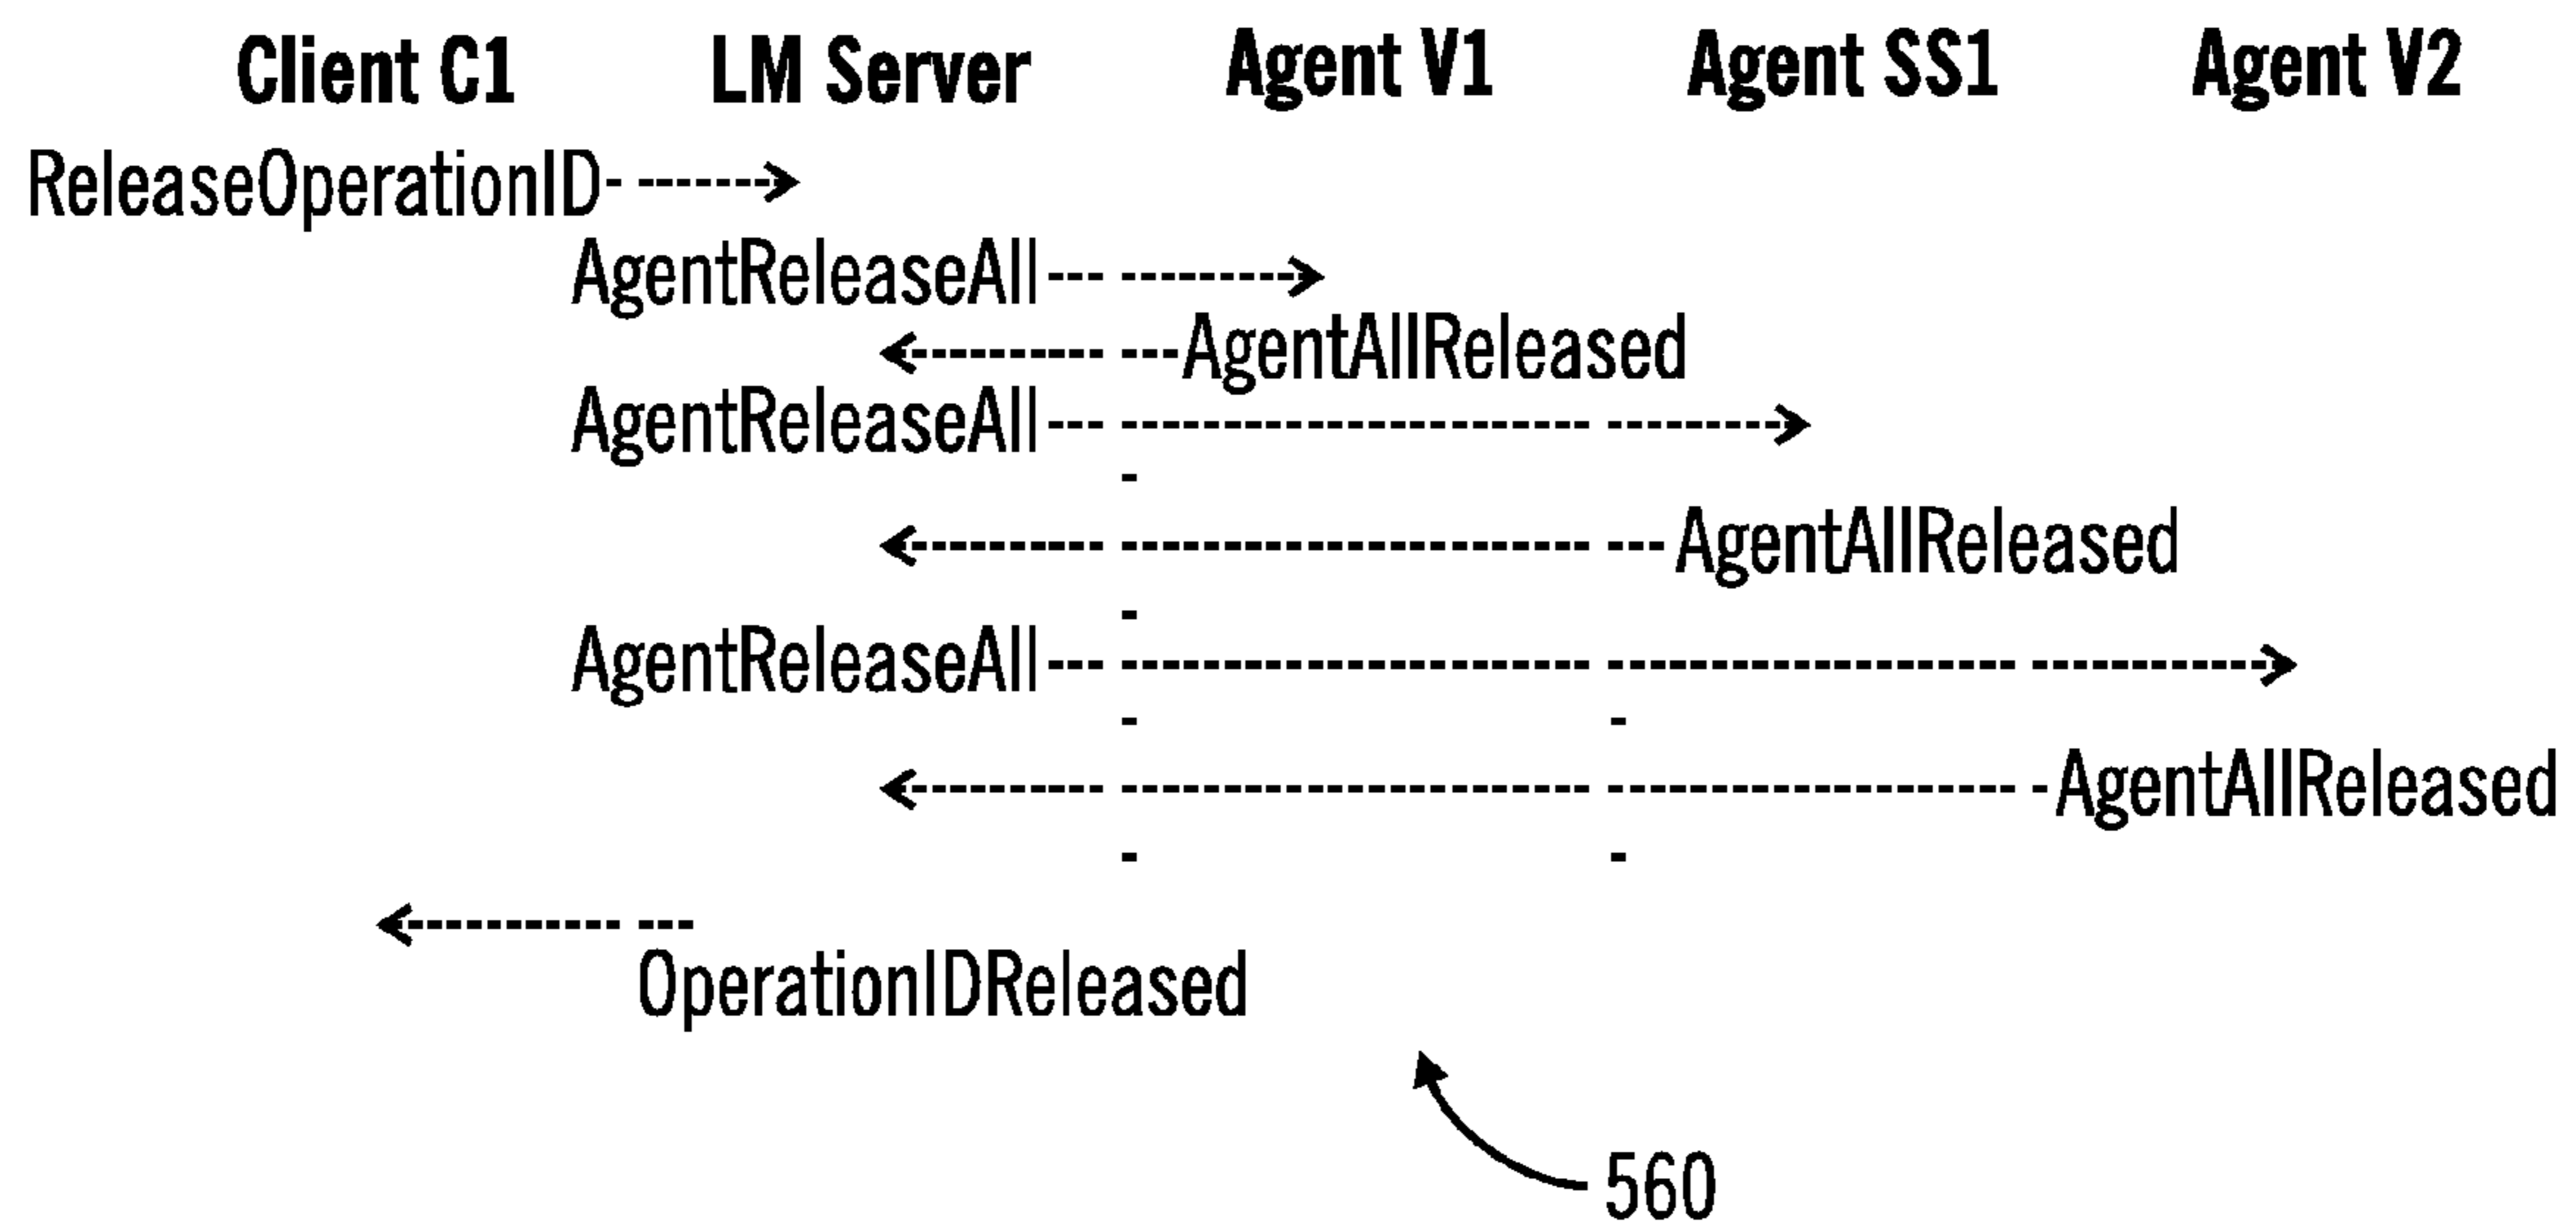 Client C1 LM Server Agent V1 Agent SS1 Agent V2
ReleaseOperationID
AgentReleaseAll
AgentAllReleased
AgentReleaseAll
AgentAllReleased
AgentReleaseAll
AgentAllReleased
OperationIDReleased
560